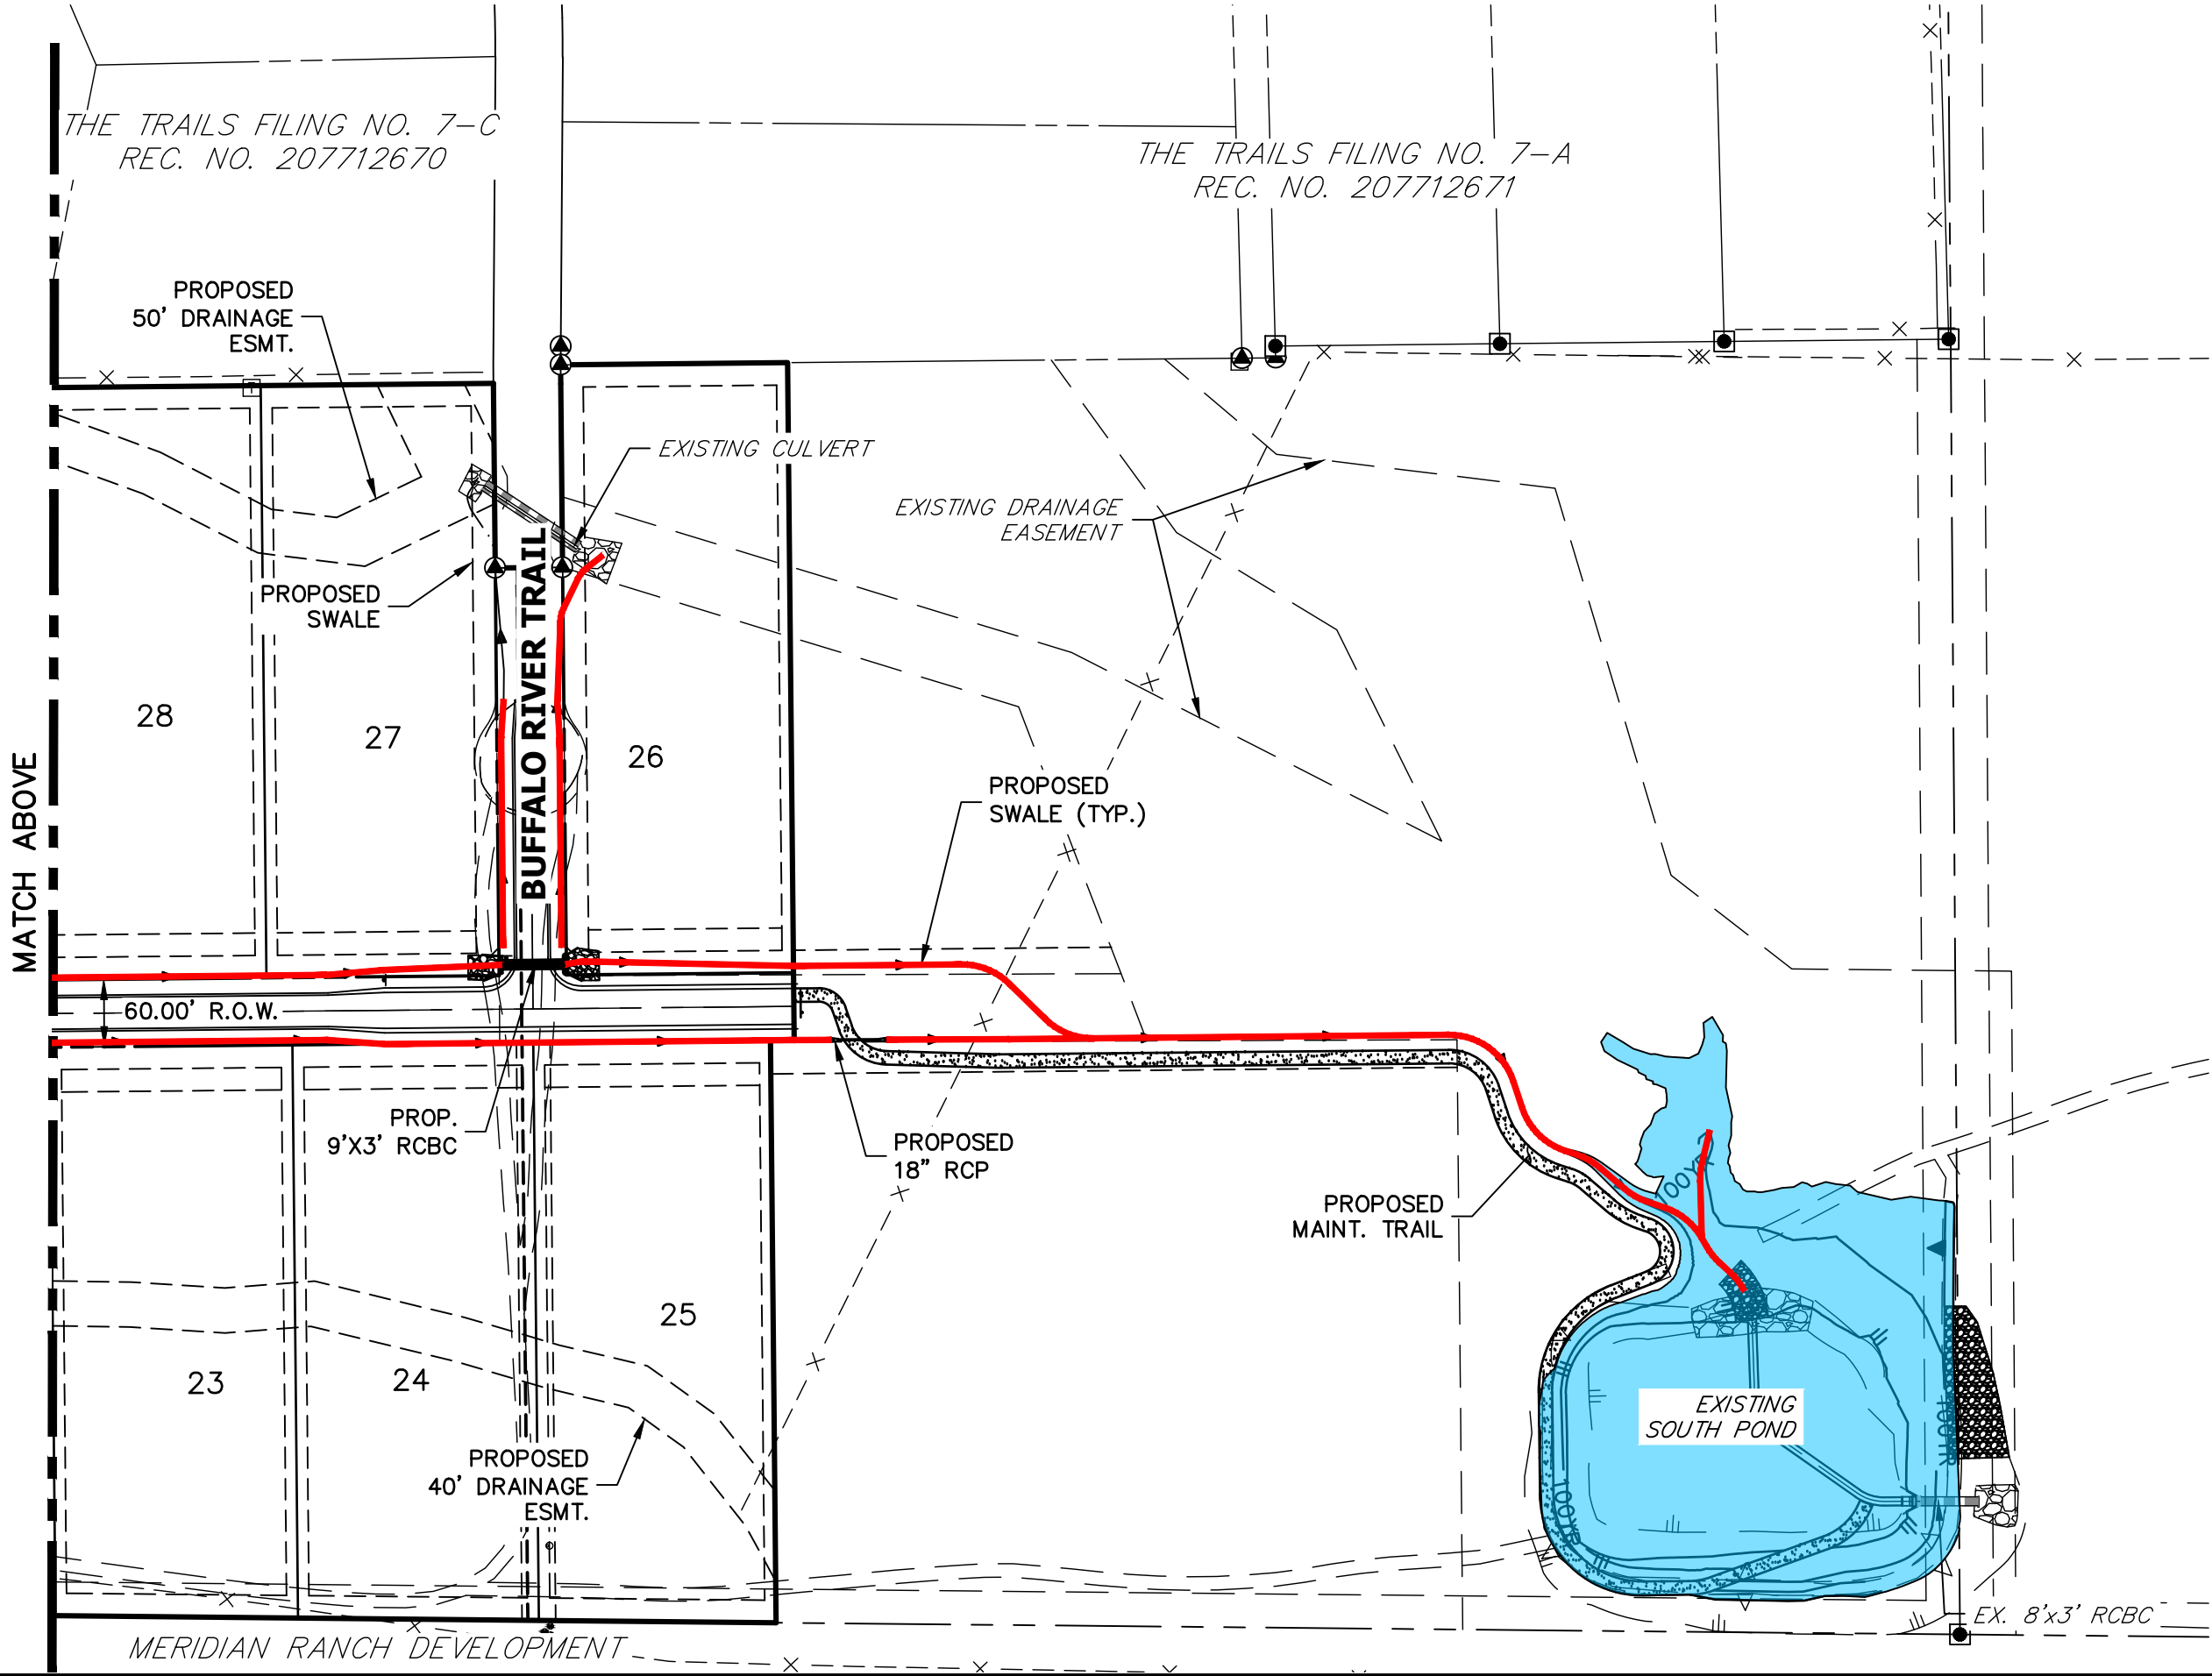 THE TRAILS FILING NO. 7-C
REC. NO. 207712670
THE TRAILS FILING NO. 7-A
REC. NO. 207712671
PROPOSED
50' DRAINAGE
ESMT.
EXISTING CULVERT
EXISTING DRAINAGE
EASEMENT
PROPOSED
SWALE
BUFFALO RIVER TRAIL
28
27
26
MATCH ABOVE
PROPOSED
SWALE (TYP.)
60.00' R.O.W.
PROP.
9'X3' RCBC
PROPOSED
18" RCP
PROPOSED
MAINT. TRAIL
100YR
23
24
25
EXISTING
SOUTH POND
100YR
100YR
PROPOSED
40' DRAINAGE
ESMT.
EX. 8'x3' RCBC
MERIDIAN RANCH DEVELOPMENT